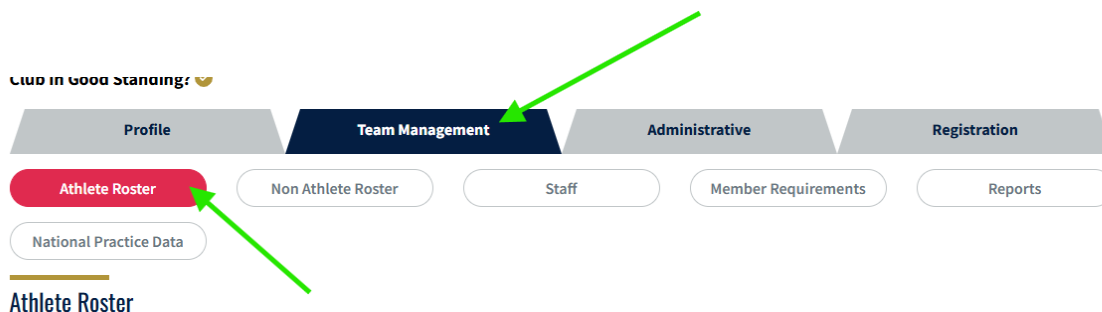 Club in Good Standing?
Profile Team Management Administrative Registration
Athlete Roster Non Athlete Roster Staff Member Requirements Reports
National Practice Data
Athlete Roster